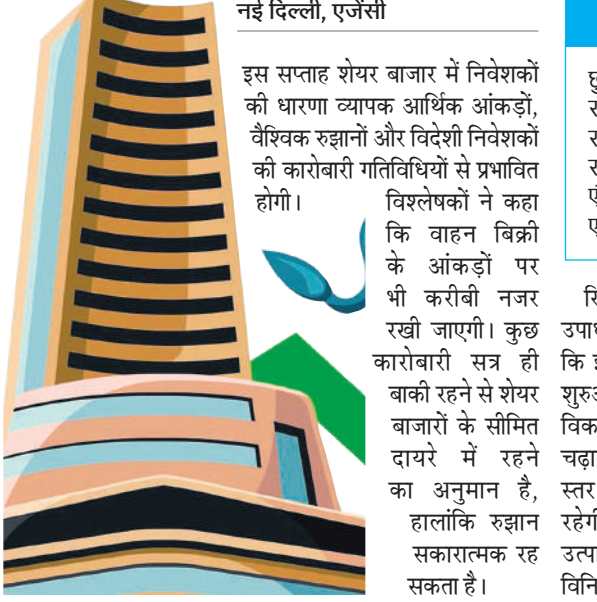 नई दिल्ली, एजेंसी
इस सप्ताह शेयर बाजार में निवेशकों
की धारणा व्यापक आर्थिक आंकड़ों,
वैश्विक रुझानों और विदेशी निवेशकों
की कारोबारी गतिविधियों से प्रभावित
होगी। विश्लेषकों ने कहा
कि वाहन बिक्री
के आंकड़ों पर
भी करीबी नजर
रखी जाएगी। कुछ
कारोबारी सत्र ही
बाकी रहने से शेयर
बाजारों के सीमित
दायरे में रहने
का अनुमान है,
हालांकि रुझान
सकारात्मक रह
सकता है।
कि
स्तर